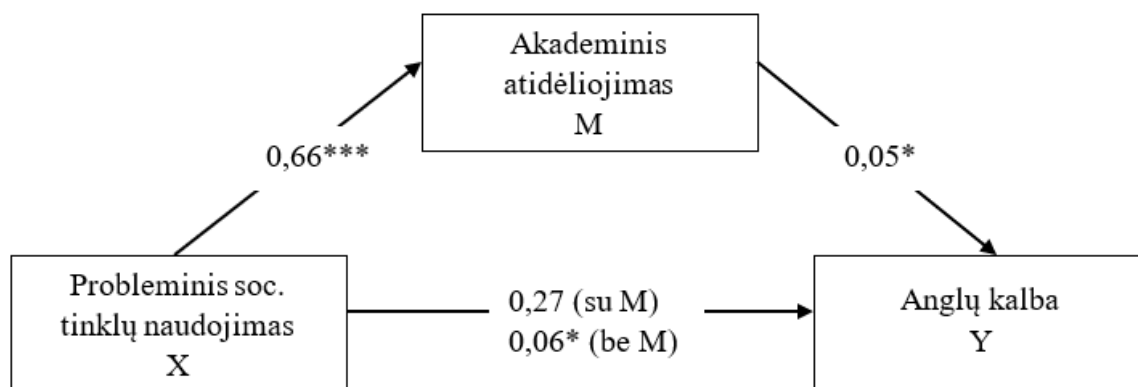 Akademinis
atidėliojimas
M
0,66***
0,05*
Probleminis soc.
tinklų naudojimas
X
0,27 (su M)
0,06* (be M)
Anglų kalba
Y